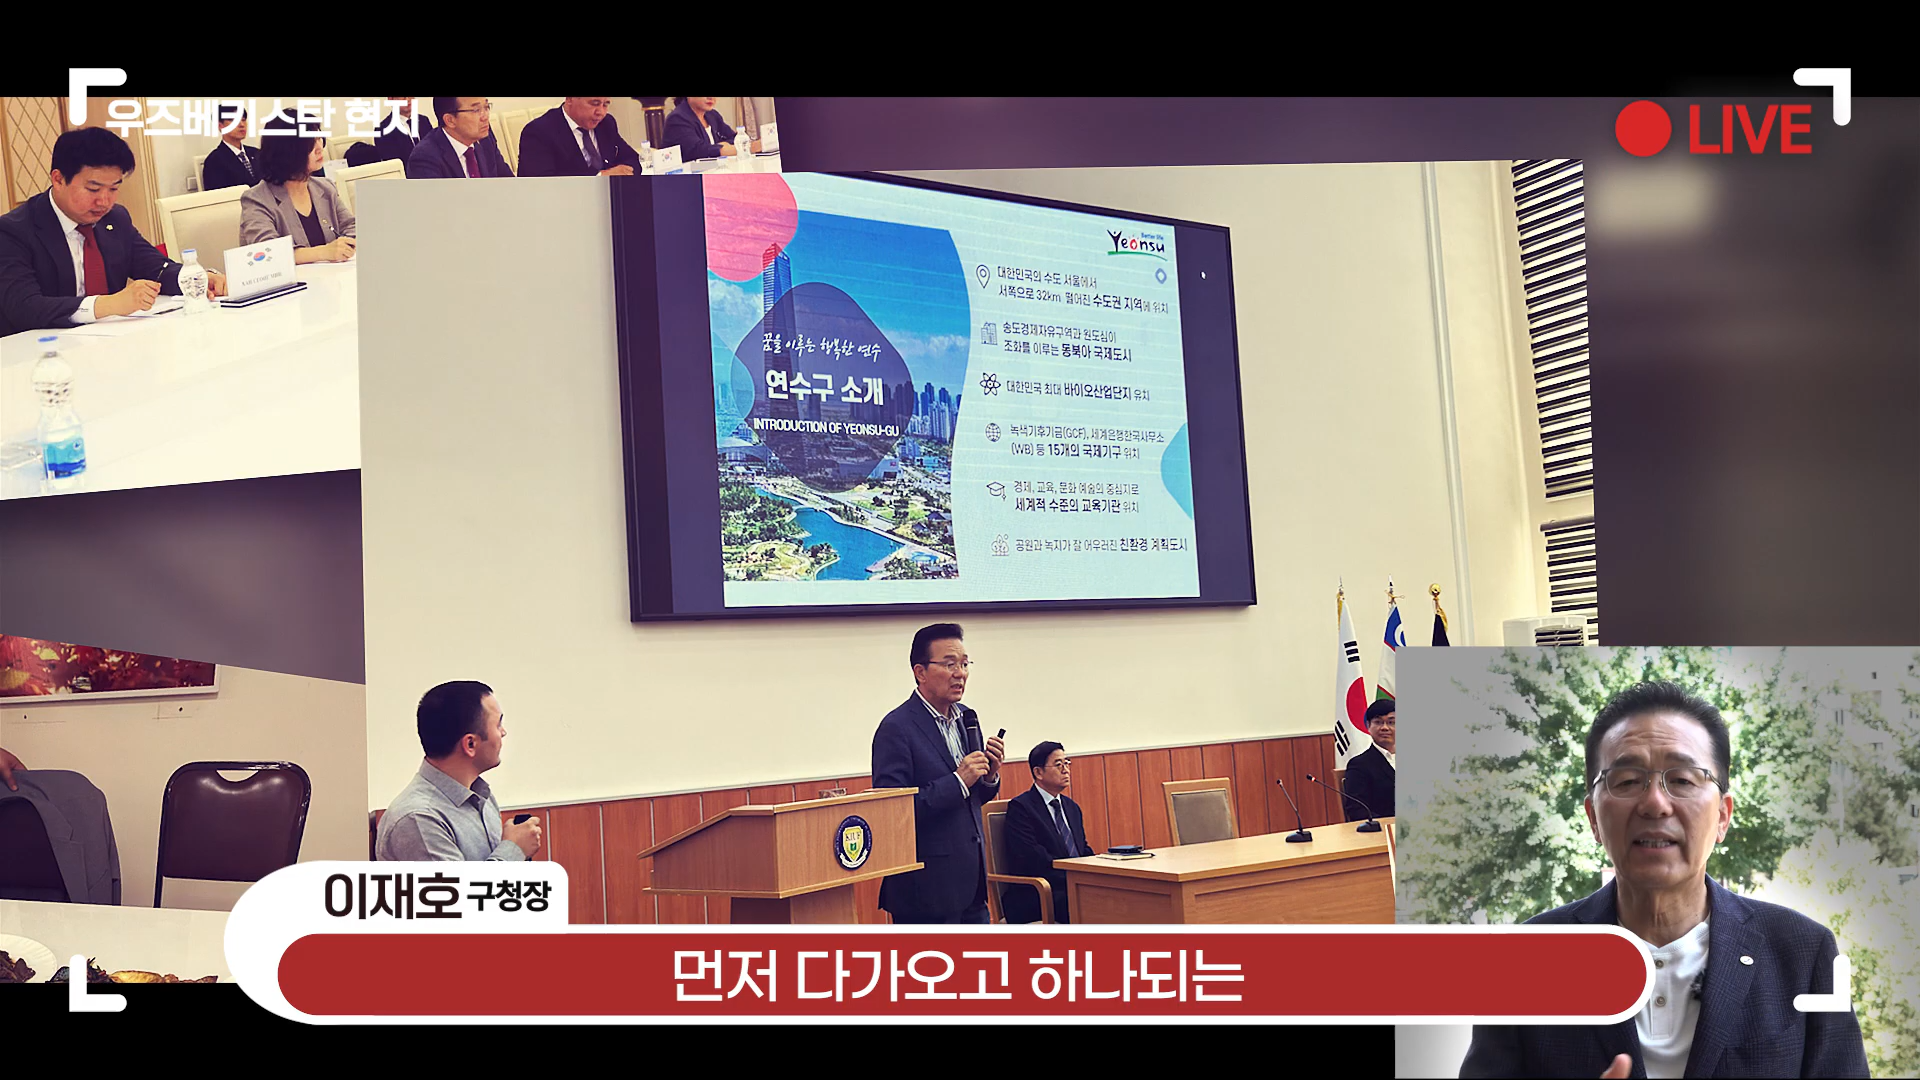 우즈베키스탄 현지
LIVE
Better life
Yeonsu
대한민국의 수도 서울에서
서쪽으로 32km 떨어진 수도권 지역에 위치
송도경제자유구역과 원도심이
조화를 이루는 동북아 국제도시
대한민국 최대 바이오산업단지 유치
녹색기후기금(GCF), 세계은행한국사무소
(WB) 등 15개의 국제기구 위치
경제, 교육, 문화 예술의 중심지로
세계적 수준의 교육기관 위치
공원과 녹지가 잘 어우러진 친환경 계획도시
꿈을 이루는 행복한 연수
연수구 소개
INTRODUCTION OF YEONSU-GU
KIUF
이재호 구청장
먼저 다가오고 하나되는